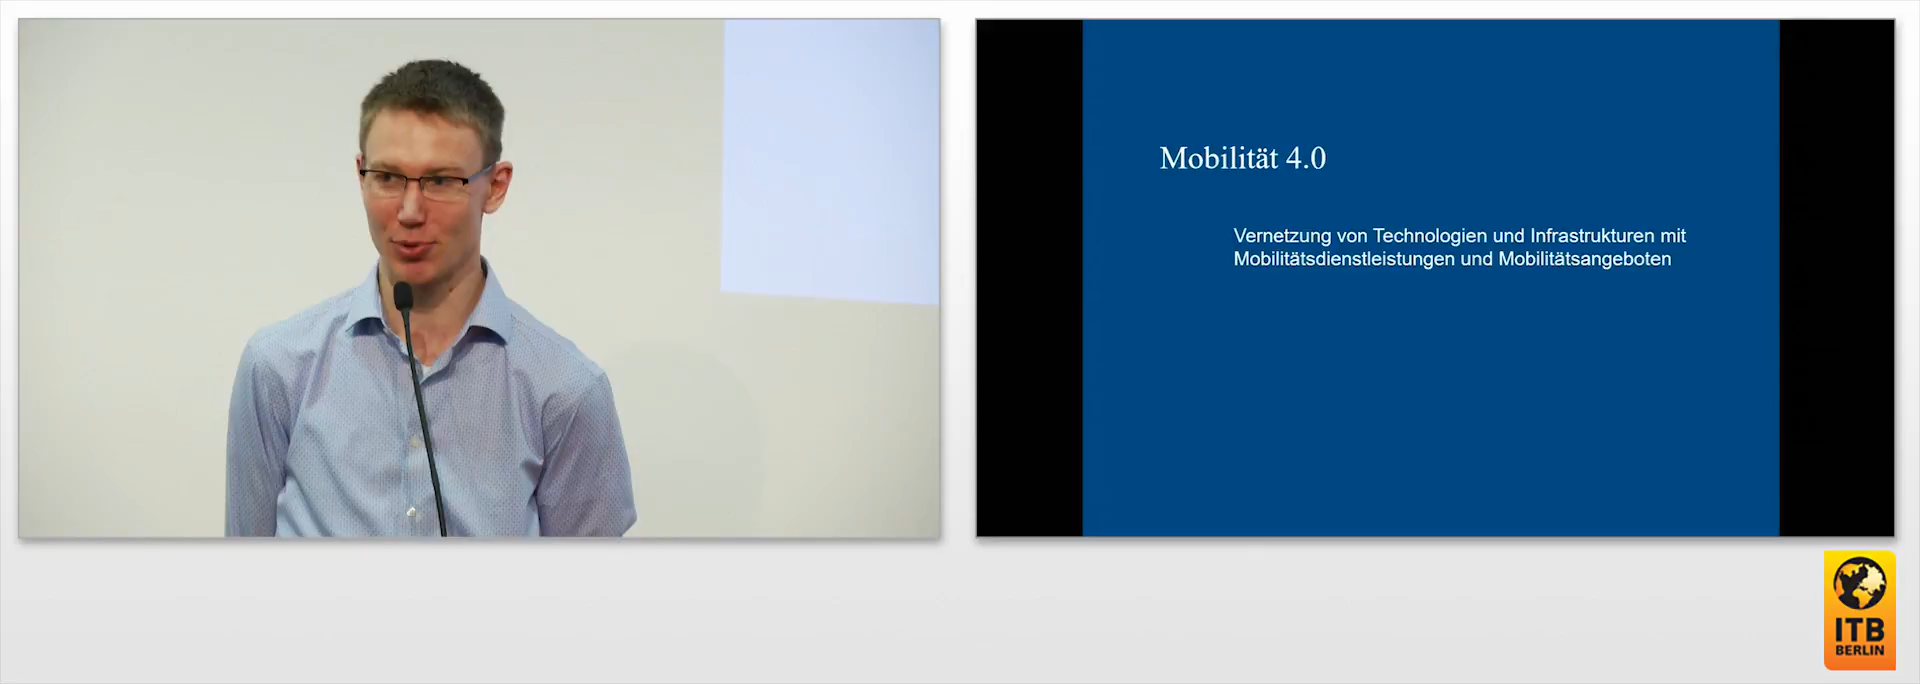 Mobilität 4.0
Vernetzung von Technologien und Infrastrukturen mit
Mobilitätsdienstleistungen und Mobilitätsangeboten
ITB
BERLIN